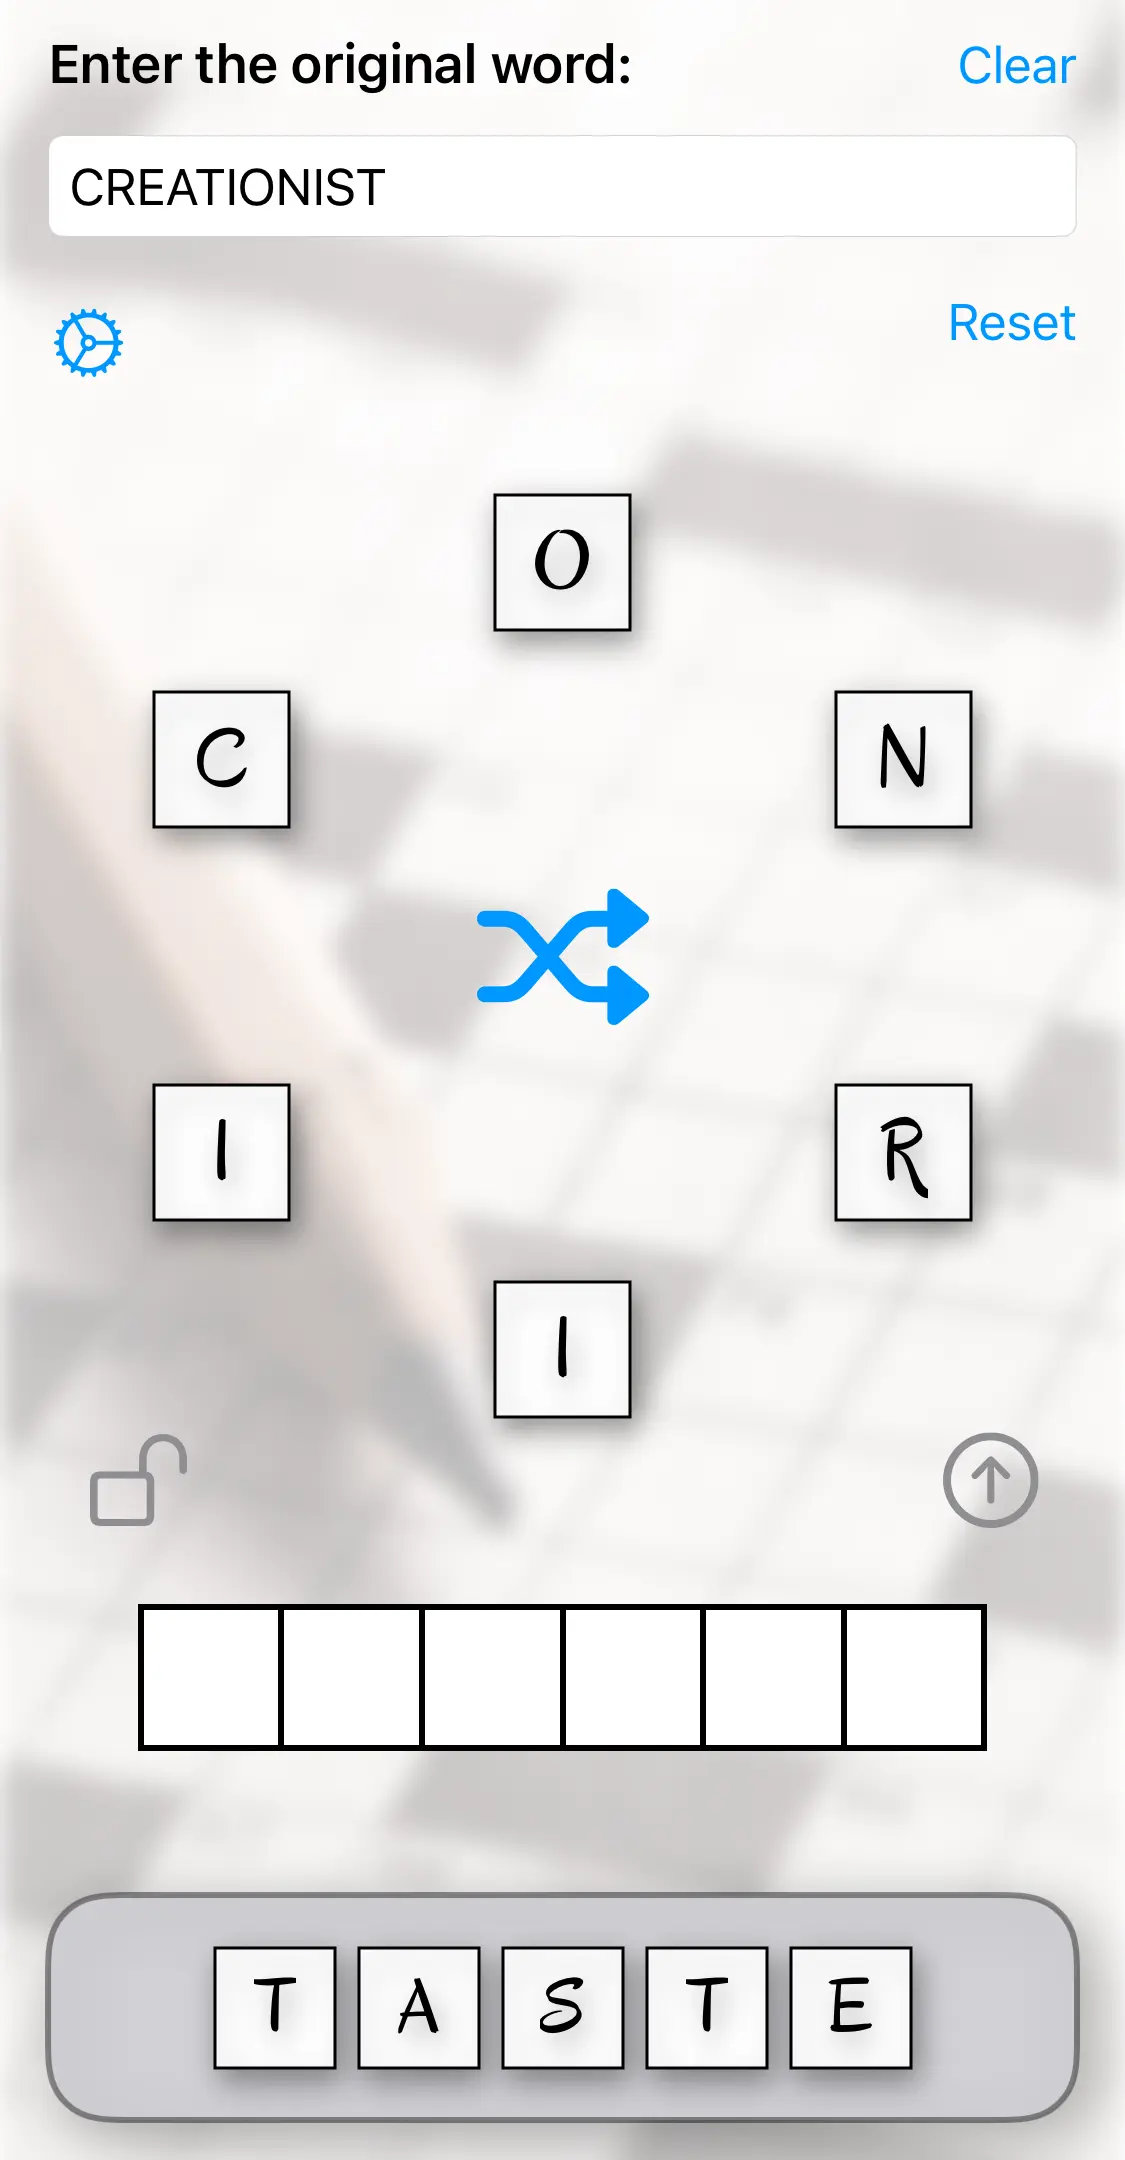 Enter the original word:
Clear
CREATIONIST
Reset
O
C
N
I
R
I
T A S T E